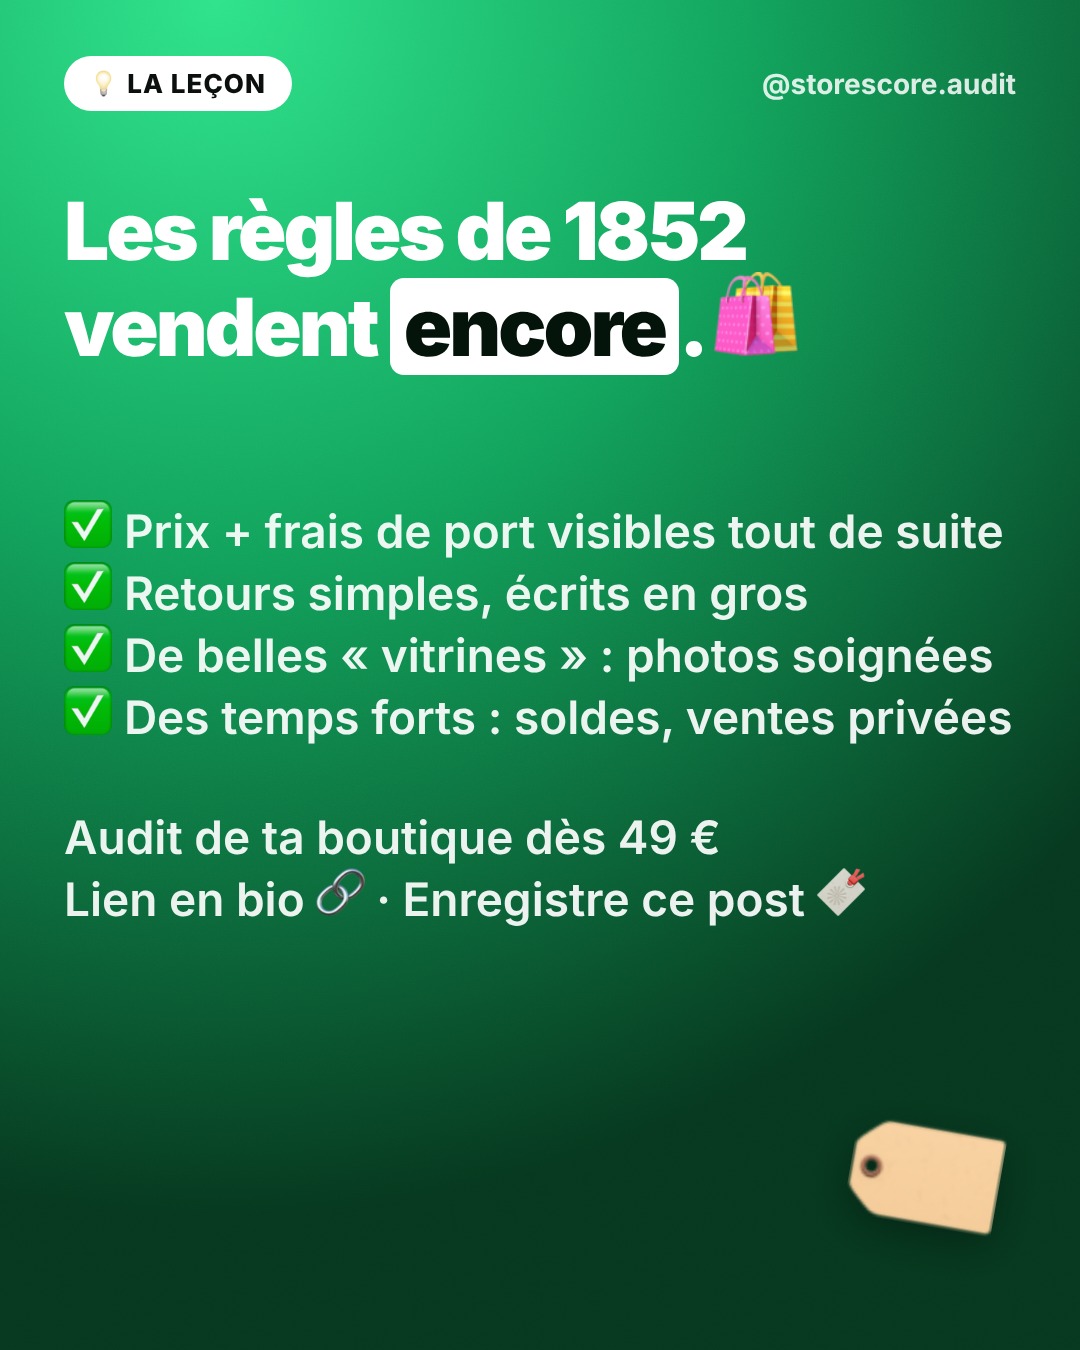 💡 LA LEÇON
@storescore.audit
Les règles de 1852
vendent encore. 🛍️
✅ Prix + frais de port visibles tout de suite
✅ Retours simples, écrits en gros
✅ De belles « vitrines » : photos soignées
✅ Des temps forts : soldes, ventes privées
Audit de ta boutique dès 49 €
Lien en bio 🔗 · Enregistre ce post 🔖